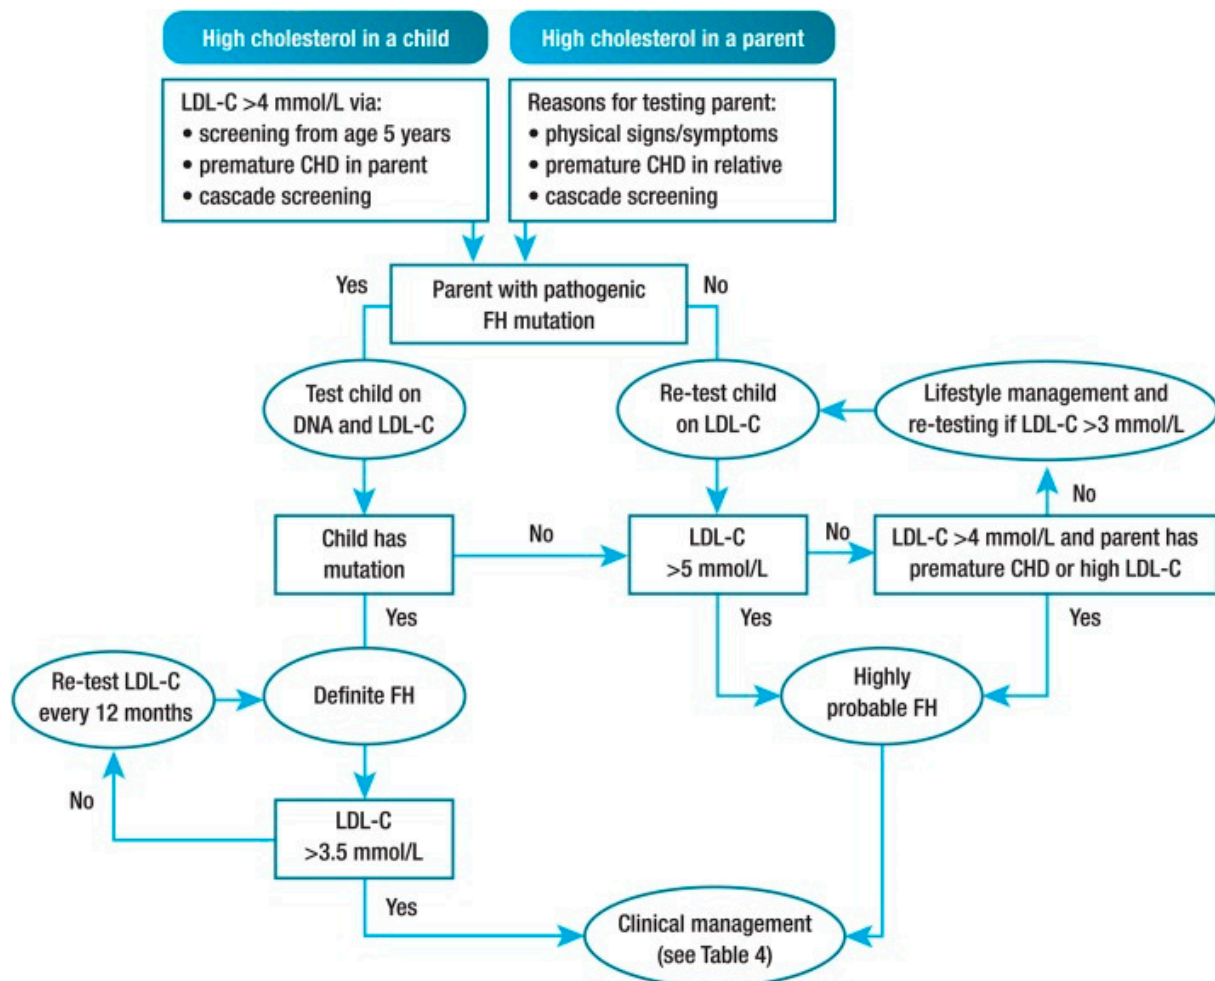 High cholesterol in a child
High cholesterol in a parent
LDL-C >4 mmol/L via:
• screening from age 5 years
• premature CHD in parent
• cascade screening
Reasons for testing parent:
• physical signs/symptoms
• premature CHD in relative
• cascade screening
Yes
Parent with pathogenic
FH mutation
No
Test child on
DNA and LDL-C
Re-test child
on LDL-C
Lifestyle management and
re-testing if LDL-C >3 mmol/L
No
Child has
mutation
No
LDL-C
>5 mmol/L
No
LDL-C >4 mmol/L and parent has
premature CHD or high LDL-C
Yes
Yes
Yes
Re-test LDL-C
every 12 months
Definite FH
Highly
probable FH
No
LDL-C
>3.5 mmol/L
Yes
Clinical management
(see Table 4)